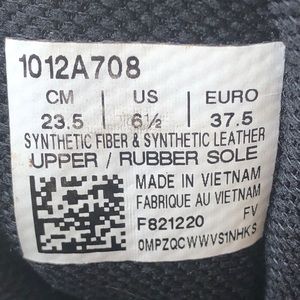 1012A708
CM US EURO
23.5 6½ 37.5
SYNTHETIC FIBER & SYNTHETIC LEATHER
UPPER / RUBBER SOLE
MADE IN VIETNAM
FABRIQUE AU VIETNAM
F821220 FV
0MPZQCWWVS1NHKS